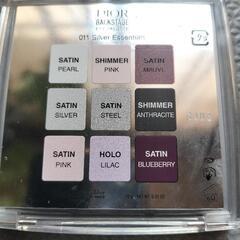 DIOR
BACKSTAGE
011 Silver Essentials
SATIN
PEARL
SHIMMER
PINK
SATIN
MAUVE
SATIN
SILVER
SATIN
STEEL
SHIMMER
ANTHRACITE
SATIN
PINK
HOLO
LILAC
SATIN
BLUEBERRY